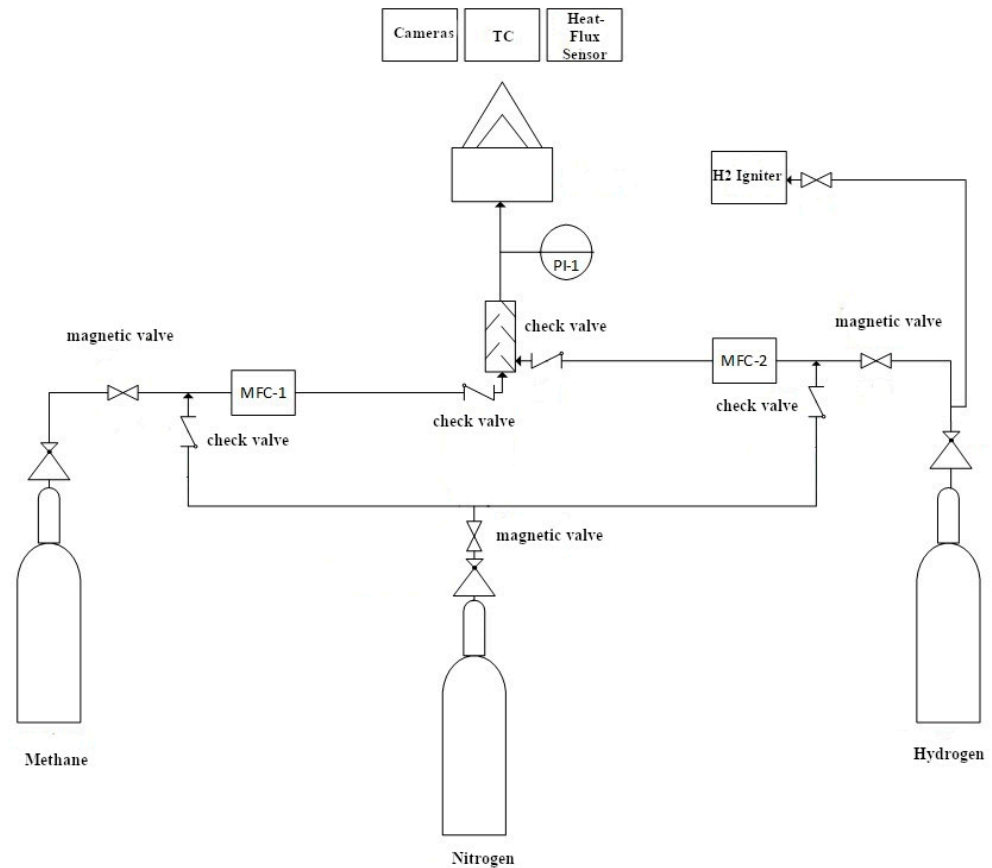 Cameras
TC
Heat-
Flux
Sensor
H2 Igniter
PI-1
magnetic valve
check valve
magnetic valve
MFC-1
MFC-2
check valve
check valve
check valve
magnetic valve
Methane
Hydrogen
Nitrogen